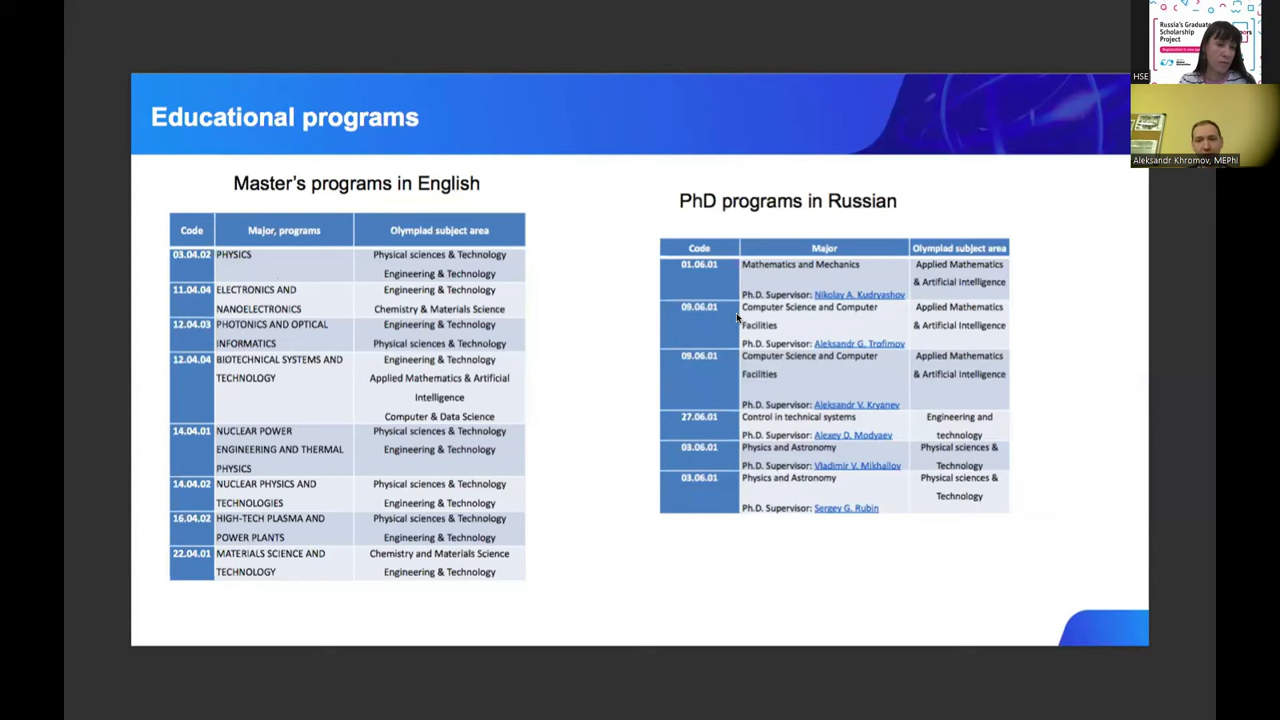 Educational programs
Master's programs in English
Code Major, programs Olympiad subject area
03.04.02 PHYSICS Physical sciences & Technology
Engineering & Technology
11.04.04 ELECTRONICS AND Engineering & Technology
NANOELECTRONICS Chemistry & Materials Science
12.04.03 PHOTONICS AND OPTICAL Engineering & Technology
INFORMATICS Physical sciences & Technology
12.04.04 BIOTECHNICAL SYSTEMS AND Engineering & Technology
TECHNOLOGY Applied Mathematics & Artificial
Intelligence
Computer & Data Science
14.04.01 NUCLEAR POWER Physical sciences & Technology
ENGINEERING AND THERMAL Engineering & Technology
PHYSICS
14.04.02 NUCLEAR PHYSICS AND Physical sciences & Technology
TECHNOLOGIES Engineering & Technology
16.04.02 HIGH-TECH PLASMA AND Physical sciences & Technology
POWER PLANTS Engineering & Technology
22.04.01 MATERIALS SCIENCE AND Chemistry and Materials Science
TECHNOLOGY Engineering & Technology
PhD programs in Russian
Code Major Olympiad subject area
01.06.01 Mathematics and Mechanics Applied Mathematics
& Artificial Intelligence
Ph.D. Supervisor: Nikolay A. Kudryashov
09.06.01 Computer Science and Computer Applied Mathematics
Facilities & Artificial Intelligence
Ph.D. Supervisor: Aleksandr G. Trofimov
09.06.01 Computer Science and Computer Applied Mathematics
Facilities & Artificial Intelligence
Ph.D. Supervisor: Aleksandr V. Kryanev
27.06.01 Control in technical systems Engineering and
Ph.D. Supervisor: Alexey D. Modyaev technology
03.06.01 Physics and Astronomy Physical sciences &
Ph.D. Supervisor: Vladimir V. Mikhailov Technology
03.06.01 Physics and Astronomy Physical sciences &
Technology
Ph.D. Supervisor: Sergey G. Rubin
Russia's Graduate
Scholarship
Project
HSE
Aleksandr Khromov, MEPhI